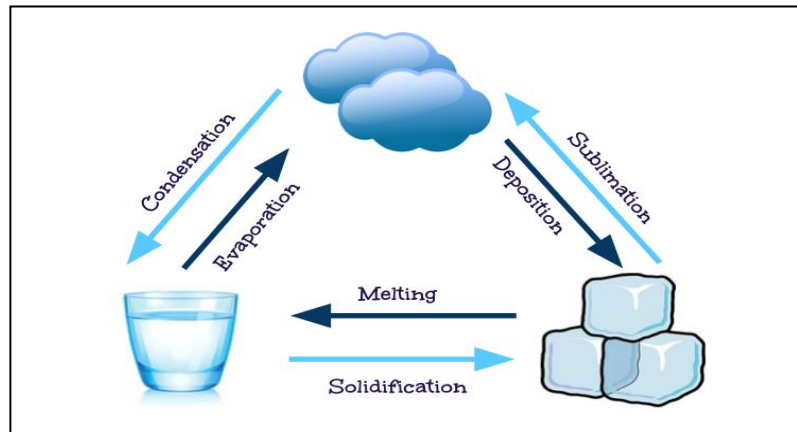 Condensation
Evaporation
Deposition
Sublimation
Melting
Solidification